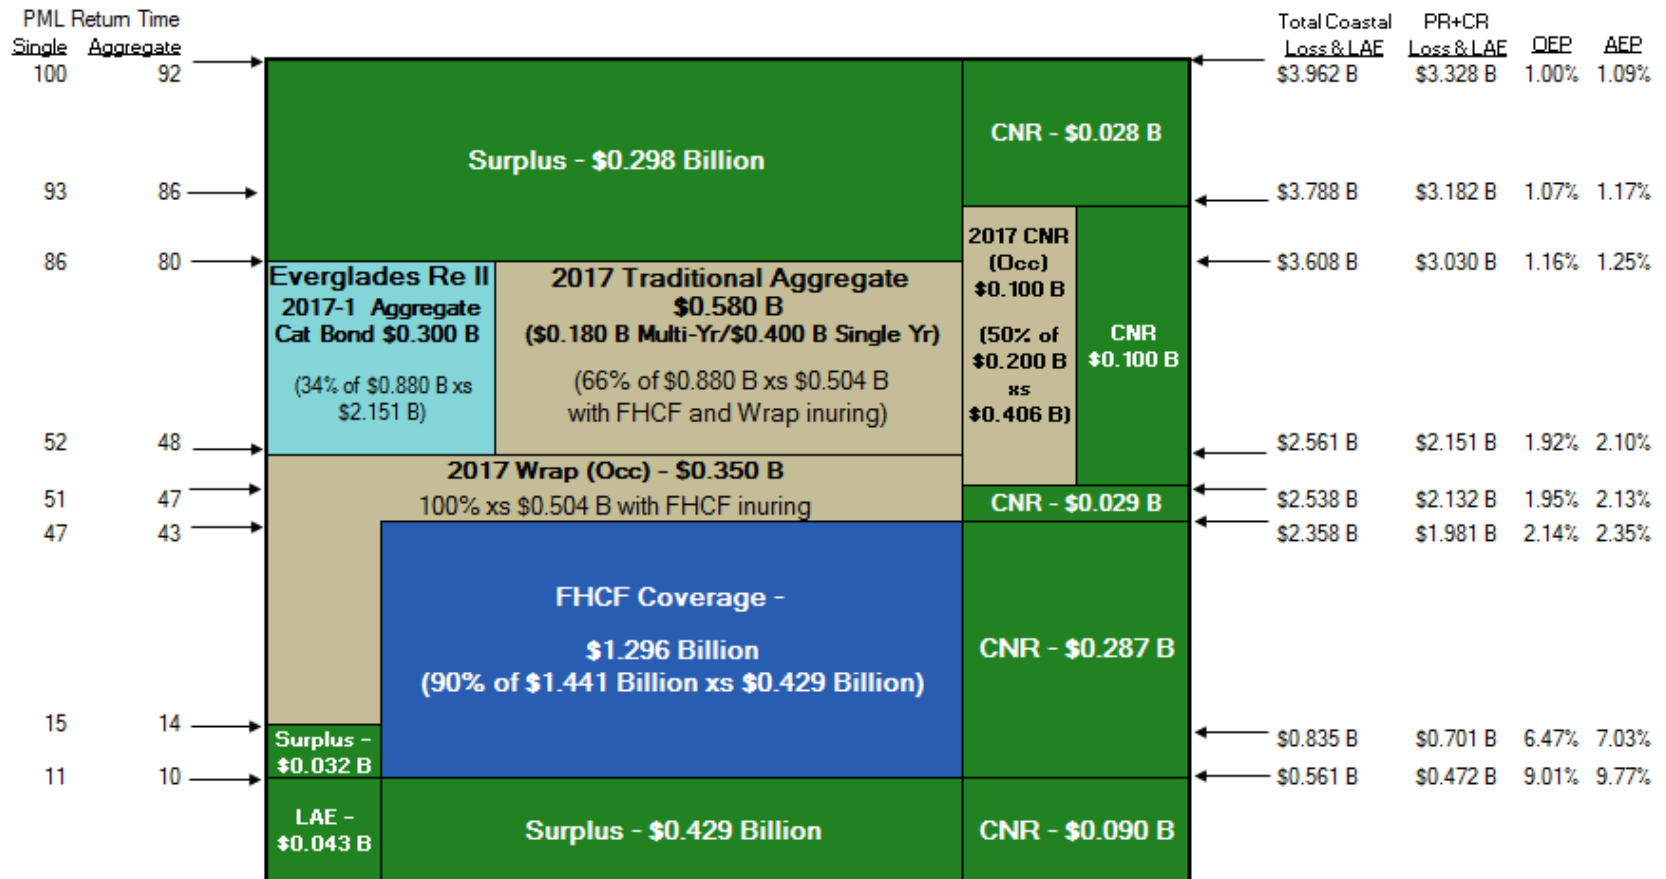 PML Return Time
Single Aggregate
Total Coastal PR+CR
Loss & LAE Loss & LAE OEP AEP
100 92
$3.962 B $3.328 B 1.00% 1.09%
Surplus - $0.298 Billion
CNR - $0.028 B
93 86
$3.788 B $3.182 B 1.07% 1.17%
86 80
$3.608 B $3.030 B 1.16% 1.25%
Everglades Re II
2017-1 Aggregate
Cat Bond $0.300 B
(34% of $0.880 B xs
$2.151 B)
2017 Traditional Aggregate
$0.580 B
($0.180 B Multi-Yr/$0.400 B Single Yr)
(66% of $0.880 B xs $0.504 B
with FHCF and Wrap inuring)
2017 CNR
(Occ)
$0.100 B
(50% of
$0.200 B
xs
$0.406 B)
CNR
$0.100 B
52 48
$2.561 B $2.151 B 1.92% 2.10%
2017 Wrap (Occ) - $0.350 B
100% xs $0.504 B with FHCF inuring
51 47
$2.538 B $2.132 B 1.95% 2.13%
CNR - $0.029 B
47 43
$2.358 B $1.981 B 2.14% 2.35%
FHCF Coverage -
$1.296 Billion
(90% of $1.441 Billion xs $0.429 Billion)
CNR - $0.287 B
15 14
$0.835 B $0.701 B 6.47% 7.03%
Surplus -
$0.032 B
11 10
$0.561 B $0.472 B 9.01% 9.77%
LAE -
$0.043 B
Surplus - $0.429 Billion
CNR - $0.090 B